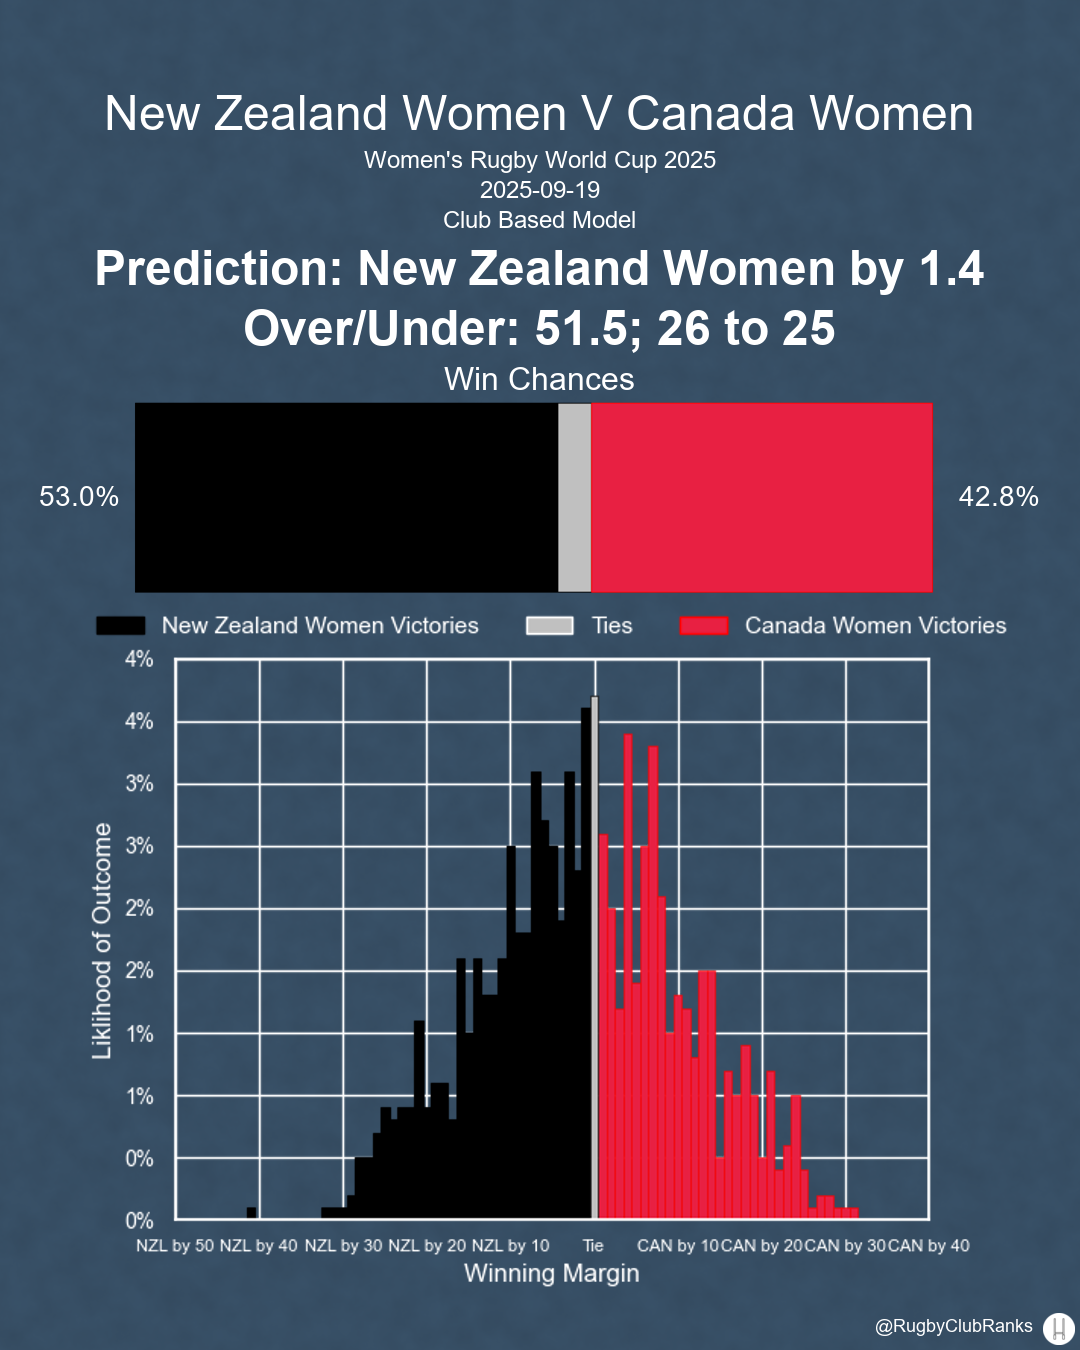 New Zealand Women V Canada Women
Women's Rugby World Cup 2025
2025-09-19
Club Based Model
Prediction: New Zealand Women by 1.4
Over/Under: 51.5; 26 to 25
Win Chances
53.0%
42.8%
New Zealand Women Victories
Ties
Canada Women Victories
4%
4%
3%
3%
2%
2%
1%
1%
0%
0%
Liklihood of Outcome
NZL by 50 NZL by 40 NZL by 30 NZL by 20 NZL by 10 Tie CAN by 10 CAN by 20 CAN by 30 CAN by 40
Winning Margin
@RugbyClubRanks